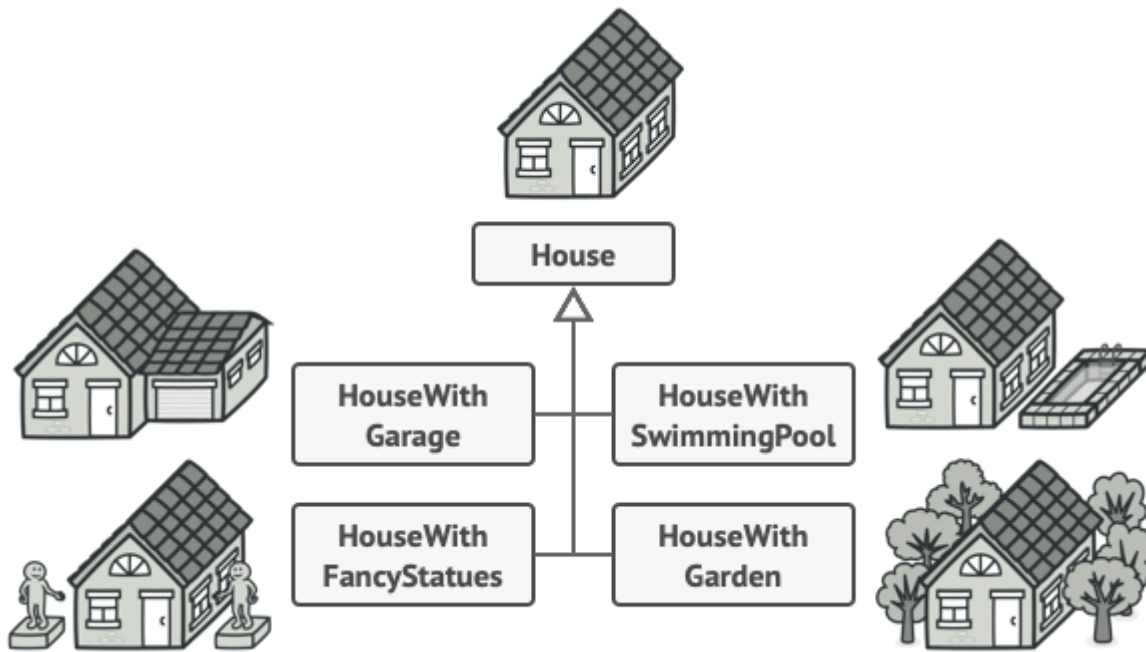 House
HouseWith
Garage
HouseWith
SwimmingPool
HouseWith
FancyStatues
HouseWith
Garden